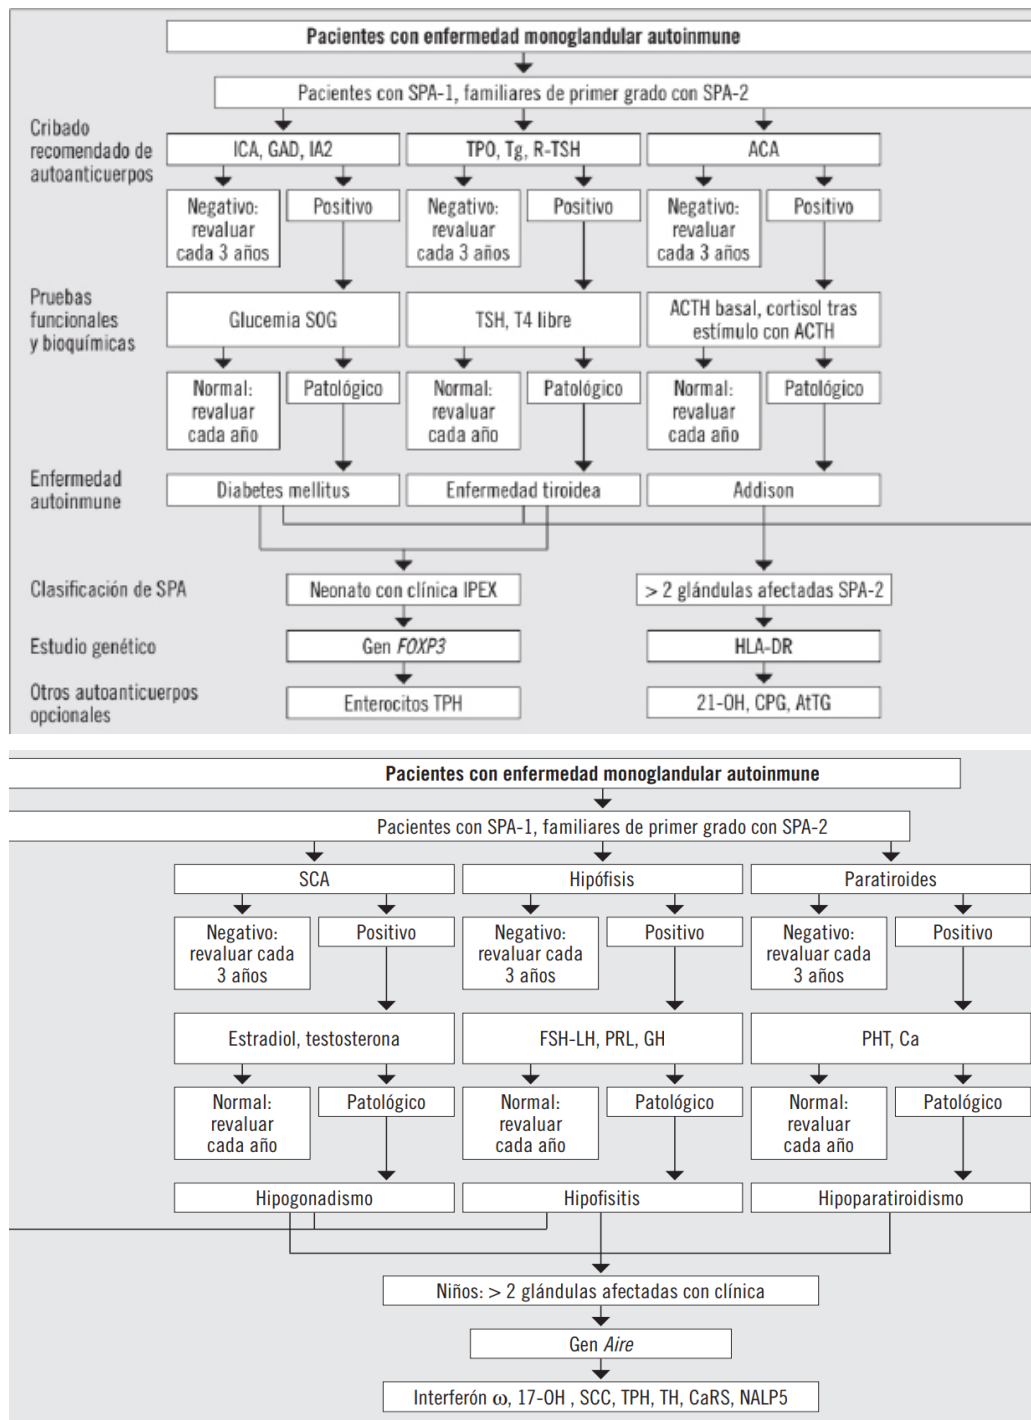 Pacientes con enfermedad monoglandular autoinmune
Pacientes con SPA-1, familiares de primer grado con SPA-2
Cribado
recomendado de
autoanticuerpos
ICA, GAD, IA2
TPO, Tg, R-TSH
ACA
Negativo:
revaluar
cada 3 años
Positivo
Negativo:
revaluar
cada 3 años
Positivo
Negativo:
revaluar
cada 3 años
Positivo
Pruebas
funcionales
y bioquímicas
Glucemia SOG
TSH, T4 libre
ACTH basal, cortisol tras
estímulo con ACTH
Normal:
revaluar
cada año
Patológico
Normal:
revaluar
cada año
Patológico
Normal:
revaluar
cada año
Patológico
Enfermedad
autoinmune
Diabetes mellitus
Enfermedad tiroidea
Addison
Clasificación de SPA
Neonato con clínica IPEX
> 2 glándulas afectadas SPA-2
Estudio genético
Gen FOXP3
HLA-DR
Otros autoanticuerpos
opcionales
Enterocitos TPH
21-OH, CPG, AtTG
Pacientes con enfermedad monoglandular autoinmune
Pacientes con SPA-1, familiares de primer grado con SPA-2
SCA
Hipófisis
Paratiroides
Negativo:
revaluar cada
3 años
Positivo
Negativo:
revaluar cada
3 años
Positivo
Negativo:
revaluar cada
3 años
Positivo
Estradiol, testosterona
FSH-LH, PRL, GH
PHT, Ca
Normal:
revaluar
cada año
Patológico
Normal:
revaluar
cada año
Patológico
Normal:
revaluar
cada año
Patológico
Hipogonadismo
Hipofisitis
Hipoparatiroidismo
Niños: > 2 glándulas afectadas con clínica
Gen Aire
Interferón ω, 17-OH , SCC, TPH, TH, CaRS, NALP5